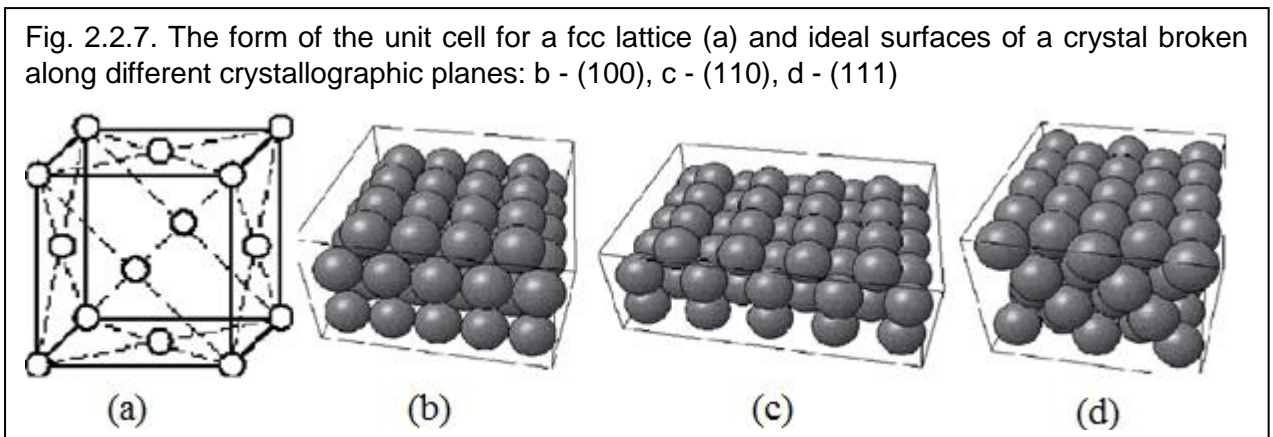 Fig. 2.2.7. The form of the unit cell for a fcc lattice (a) and ideal surfaces of a crystal broken
along different crystallographic planes: b - (100), c - (110), d - (111)
(a) (b) (c) (d)